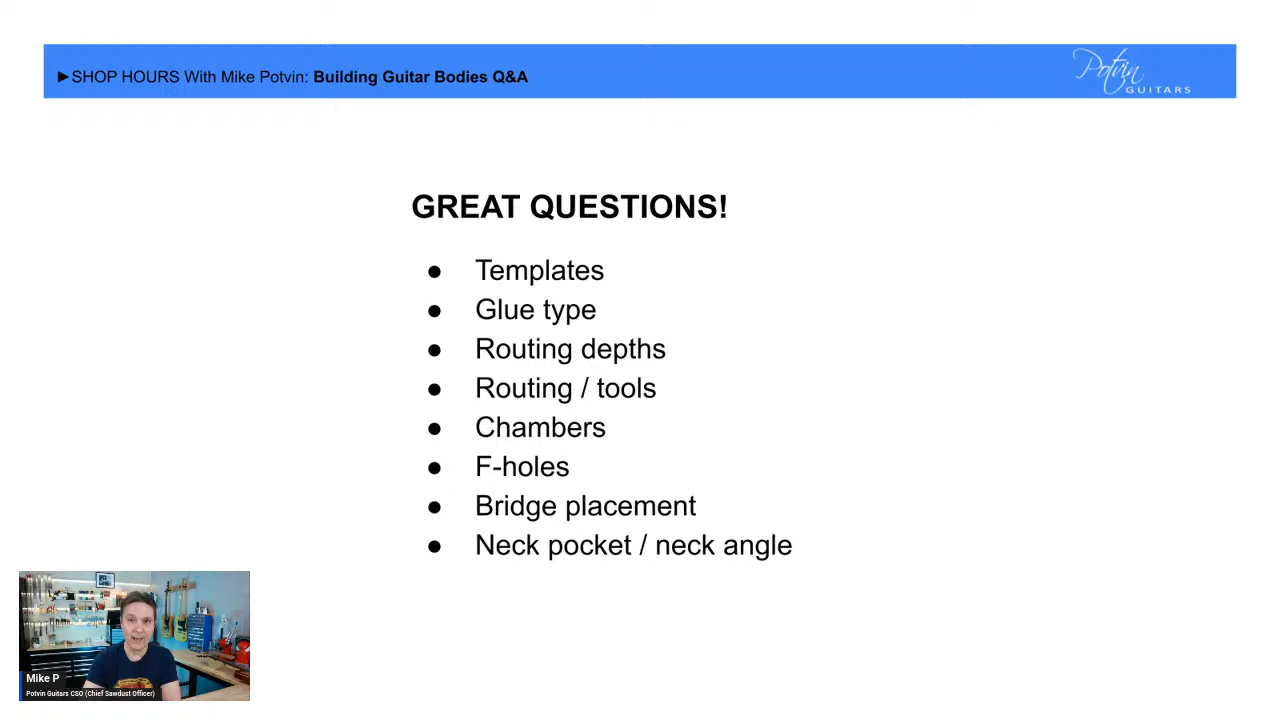 ►SHOP HOURS With Mike Potvin: Building Guitar Bodies Q&A
Potvin
GUITARS
GREAT QUESTIONS!
● Templates
● Glue type
● Routing depths
● Routing / tools
● Chambers
● F-holes
● Bridge placement
● Neck pocket / neck angle
Mike P
Potvin Guitars CSO (Chief Sawdust Officer)